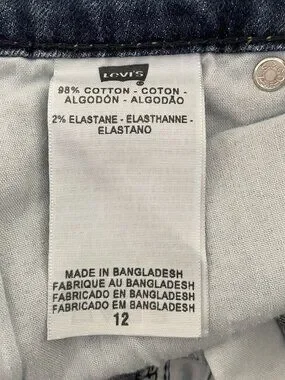 LEVI'S
98% COTTON - COTON -
ALGODÓN - ALGODÃO
2% ELASTANE - ELASTHANNE -
ELASTANO
MADE IN BANGLADESH
FABRIQUE AU BANGLADESH
FABRICADO EN BANGLADESH
FABRICADO EM BANGLADESH
12